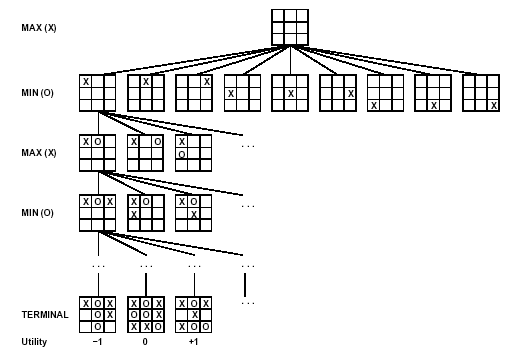 MAX (X)
X X X
MIN (O) X X X
X X X
X O X O X
MAX (X) O ...
X O X X O X O
MIN (O) X X ...
... ... ... ...
X O X X O X X O X ...
TERMINAL O X O O X X
O X X O X O O
Utility −1 0 +1